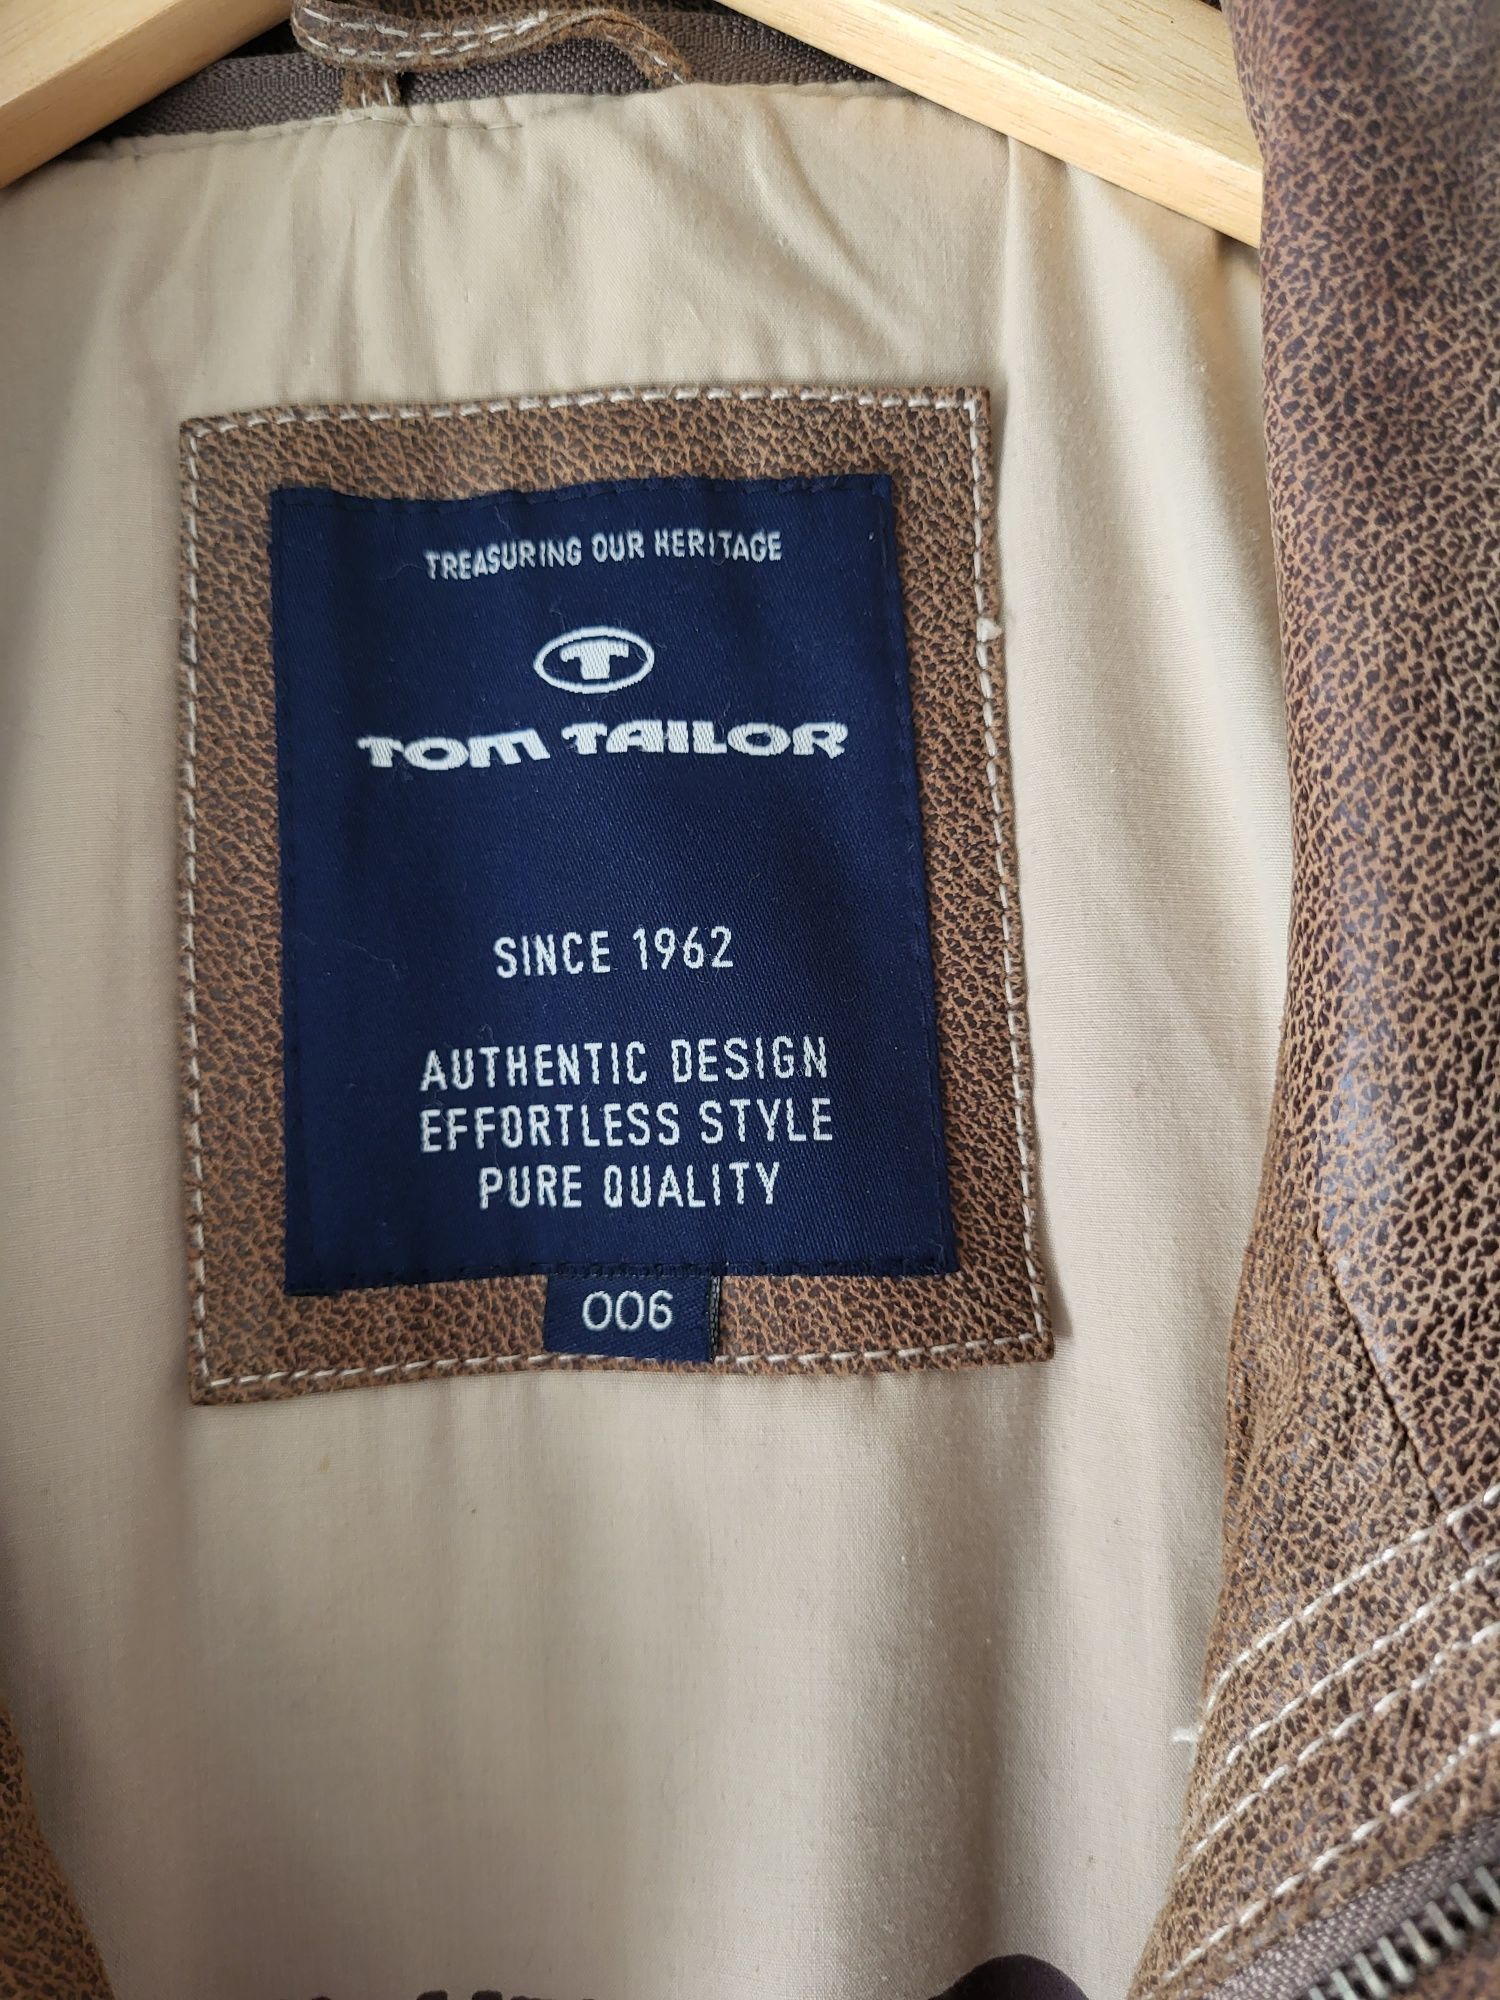 TREASURING OUR HERITAGE
T
TOM TAILOR
SINCE 1962
AUTHENTIC DESIGN
EFFORTLESS STYLE
PURE QUALITY
006